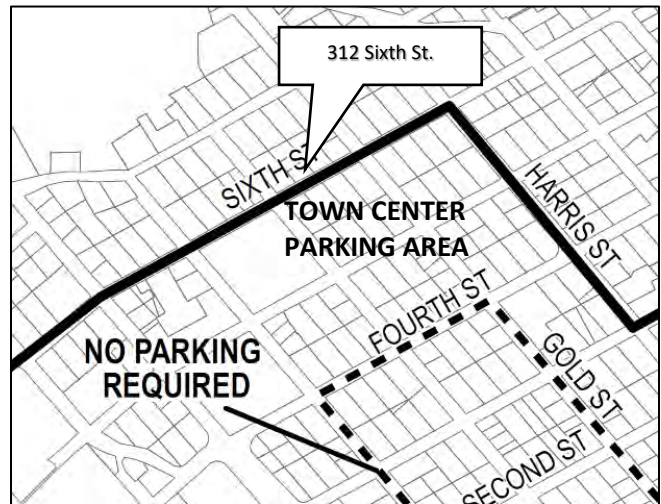 312 Sixth St.
SIXTH ST
TOWN CENTER
PARKING AREA
HARRIS ST
FOURTH ST
NO PARKING
REQUIRED
GOLD ST
SECOND ST